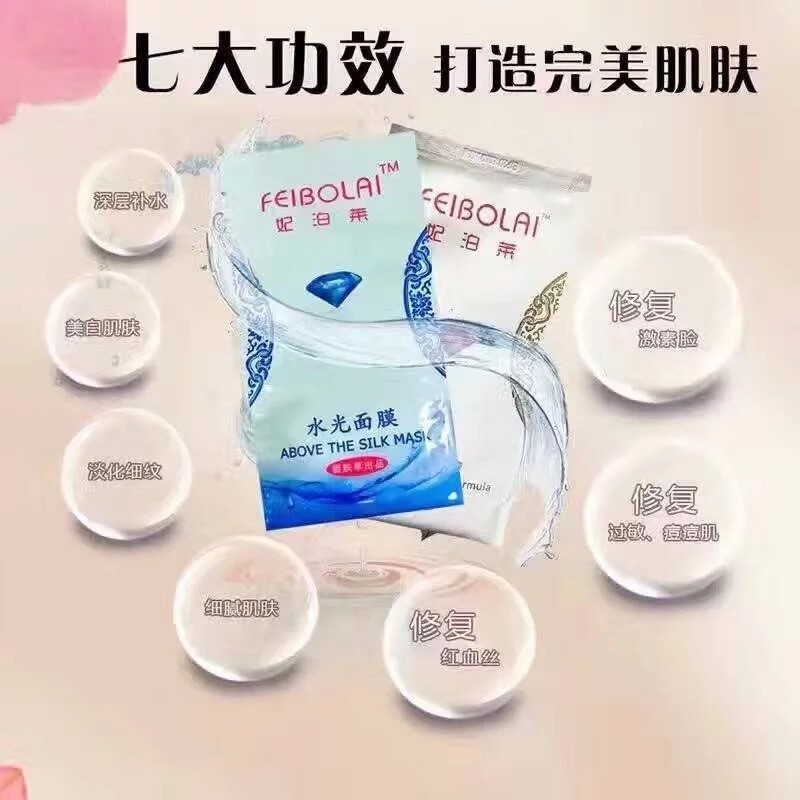 七大功效 打造完美肌肤
深层补水
美白肌肤
淡化细纹
细腻肌肤
修复
红血丝
修复
过敏、痘痘肌
修复
激素脸
FEIBOLAI™
妃泊莱
水光面膜
ABOVE THE SILK MASK
FEIBOLAI™
妃泊莱
rmula